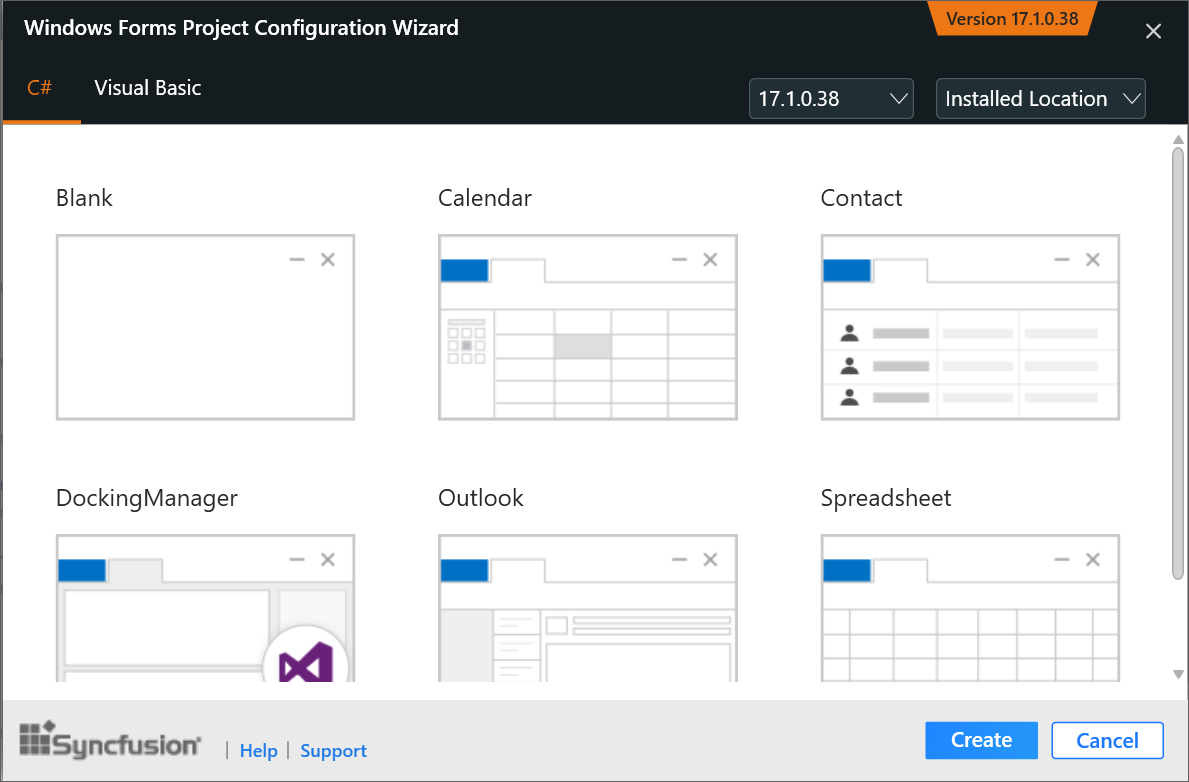 Windows Forms Project Configuration Wizard
Version 17.1.0.38
C#
Visual Basic
17.1.0.38
Installed Location
Blank
Calendar
Contact
DockingManager
Outlook
Spreadsheet
Syncfusion
| Help | Support
Create
Cancel